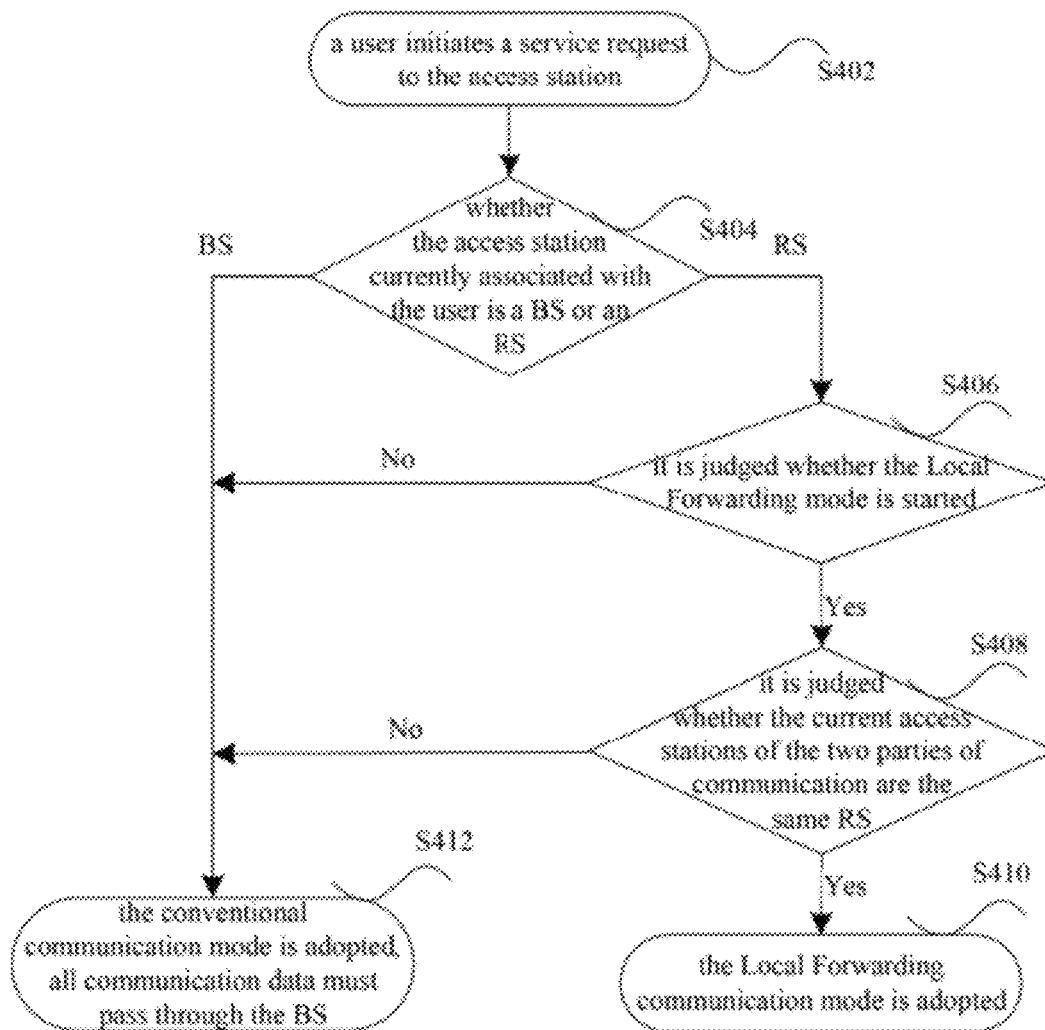 a user initiates a service request
to the access station
S402
whether
the access station
currently associated with
the user is a BS or an
RS
S404
BS
RS
S406
it is judged whether the Local
Forwarding mode is started
No
Yes
S408
it is judged
whether the current access
stations of the two parties of
communication are the
same RS
No
S412
the conventional
communication mode is adopted,
all communication data must
pass through the BS
Yes
S410
the Local Forwarding
communication mode is adopted